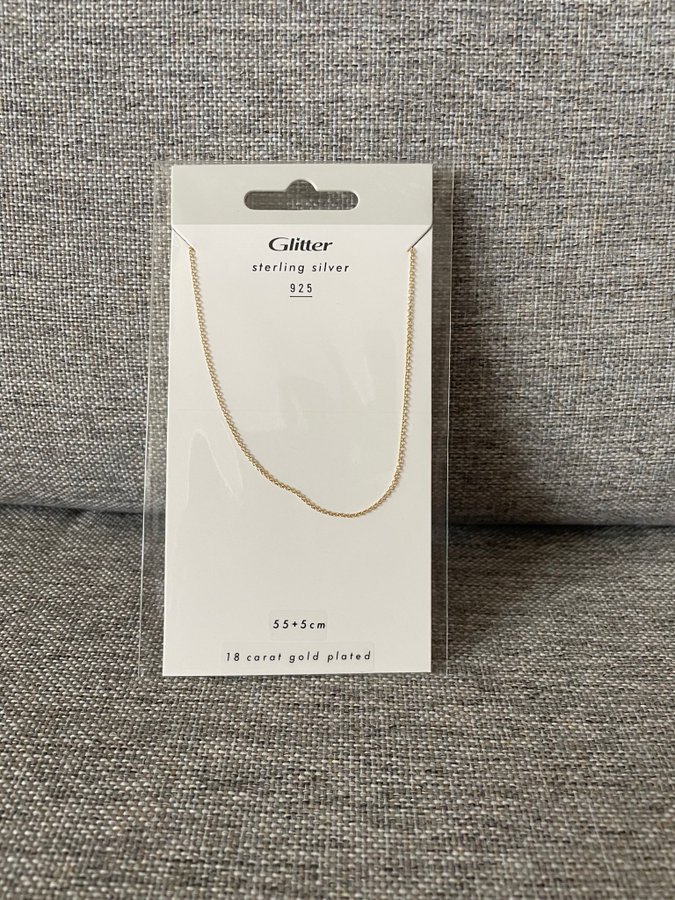 Glitter
sterling silver
925
55+5cm
18 carat gold plated